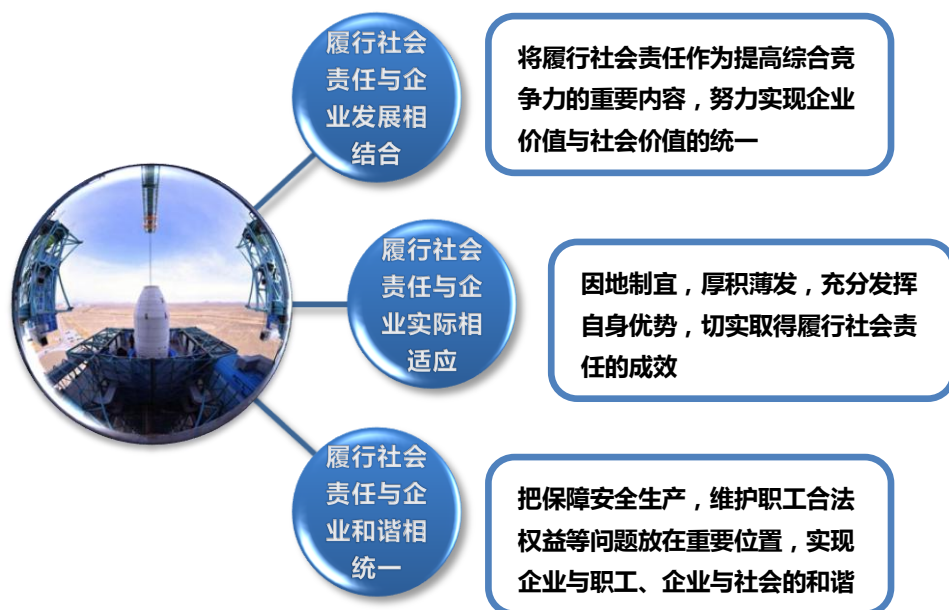 履行社会
责任与企
业发展相
结合
将履行社会责任作为提高综合竞
争力的重要内容，努力实现企业
价值与社会价值的统一
履行社会
责任与企
业实际相
适应
因地制宜，厚积薄发，充分发挥
自身优势，切实取得履行社会责
任的成效
履行社会
责任与企
业和谐相
统一
把保障安全生产，维护职工合法
权益等问题放在重要位置，实现
企业与职工、企业与社会的和谐